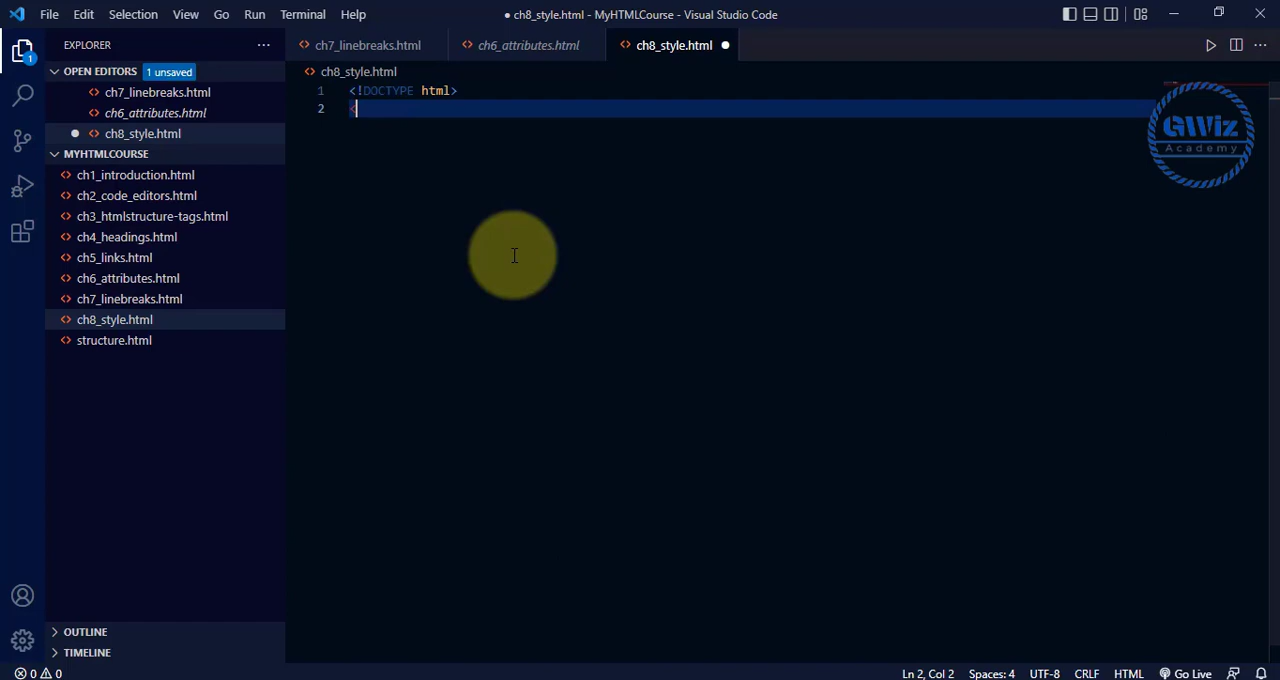 File Edit Selection View Go Run Terminal Help
● ch8_style.html - MyHTMLCourse - Visual Studio Code
EXPLORER
ch7_linebreaks.html
ch6_attributes.html
ch8_style.html
OPEN EDITORS 1 unsaved
ch7_linebreaks.html
ch6_attributes.html
ch8_style.html
MYHTMLCOURSE
ch1_introduction.html
ch2_code_editors.html
ch3_htmlstructure-tags.html
ch4_headings.html
ch5_links.html
ch6_attributes.html
ch7_linebreaks.html
ch8_style.html
structure.html
OUTLINE
TIMELINE
1
ch8_style.html
1 <!DOCTYPE html>
2 <
GWiz
Academy
0 0
Ln 2, Col 2 Spaces: 4 UTF-8 CRLF HTML Go Live